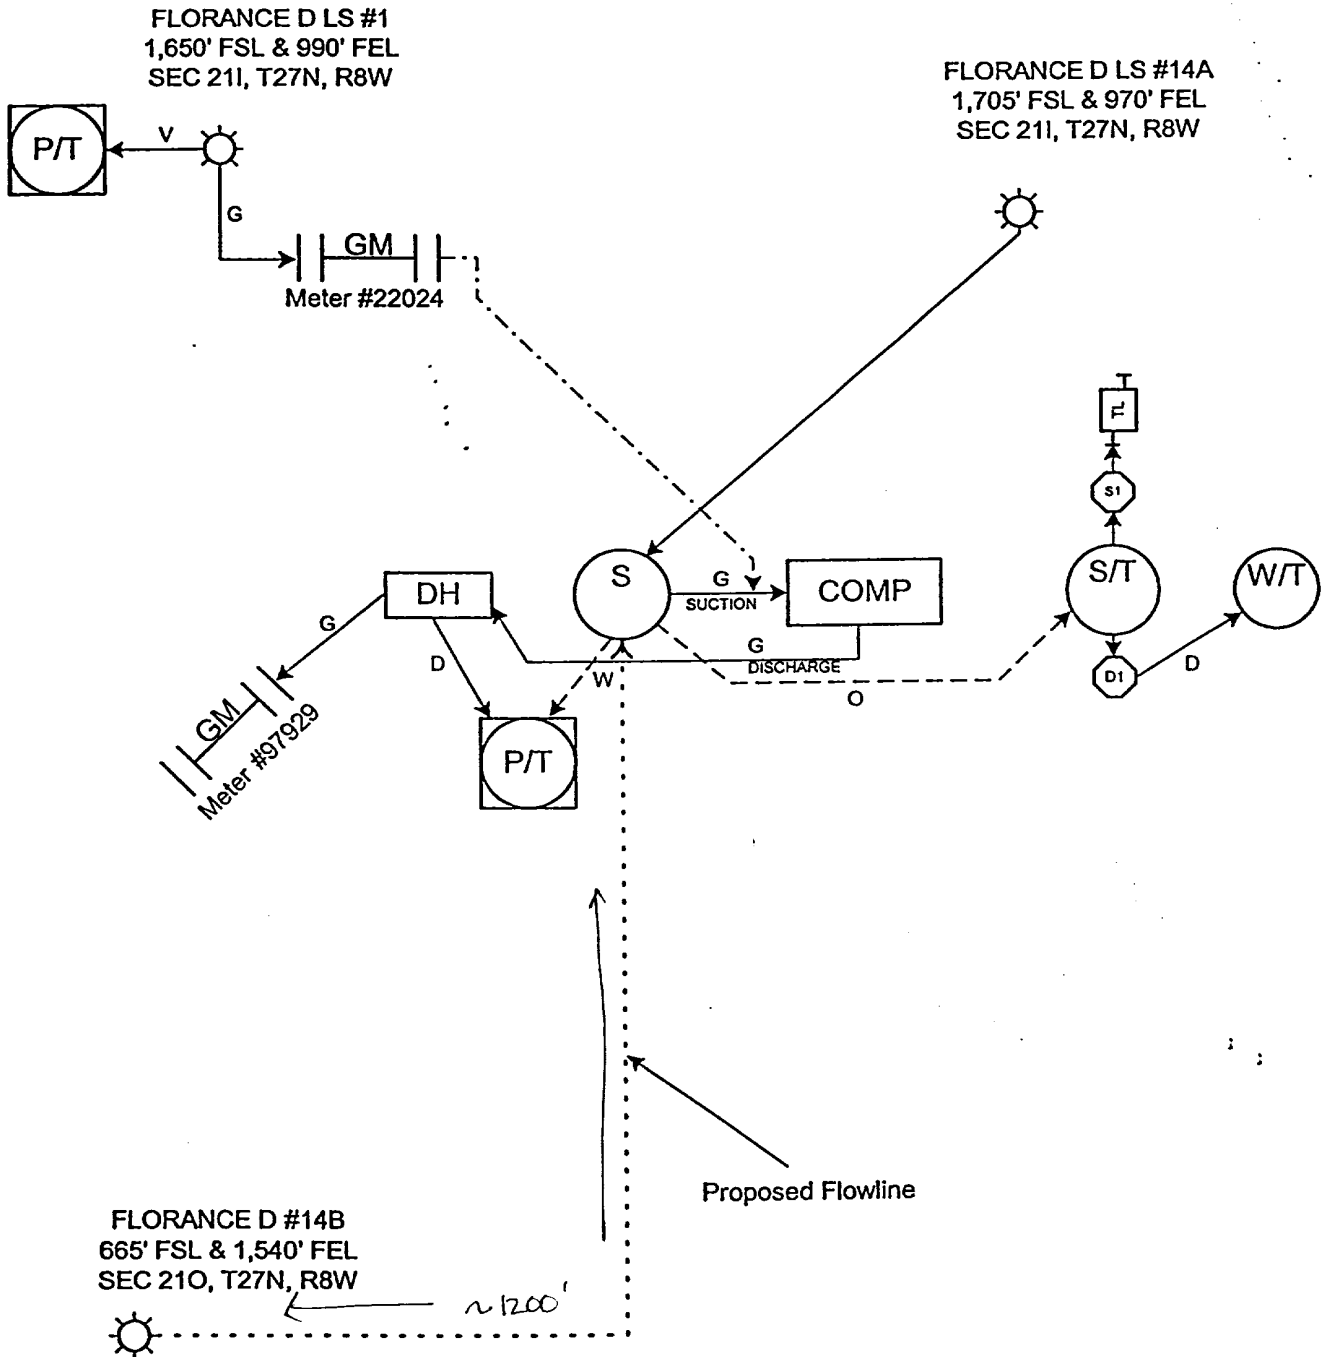 FLORANCE D LS #1
1,650' FSL & 990' FEL
SEC 21I, T27N, R8W
FLORANCE D LS #14A
1,705' FSL & 970' FEL
SEC 21I, T27N, R8W
P/T
V
G
GM
Meter #22024
TL
S1
S
G
SUCTION
COMP
S/T
W/T
DH
G
D
W
G
DISCHARGE
O
D1
D
GM
Meter #97929
P/T
Proposed Flowline
FLORANCE D #14B
665' FSL & 1,540' FEL
SEC 21O, T27N, R8W
~1200'